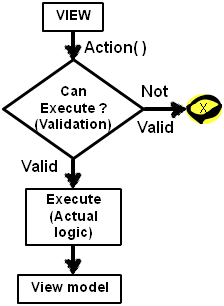 VIEW
Action( )
Can
Execute ?
(Validation)
Not
Valid
X
Valid
Execute
(Actual
logic)
View model